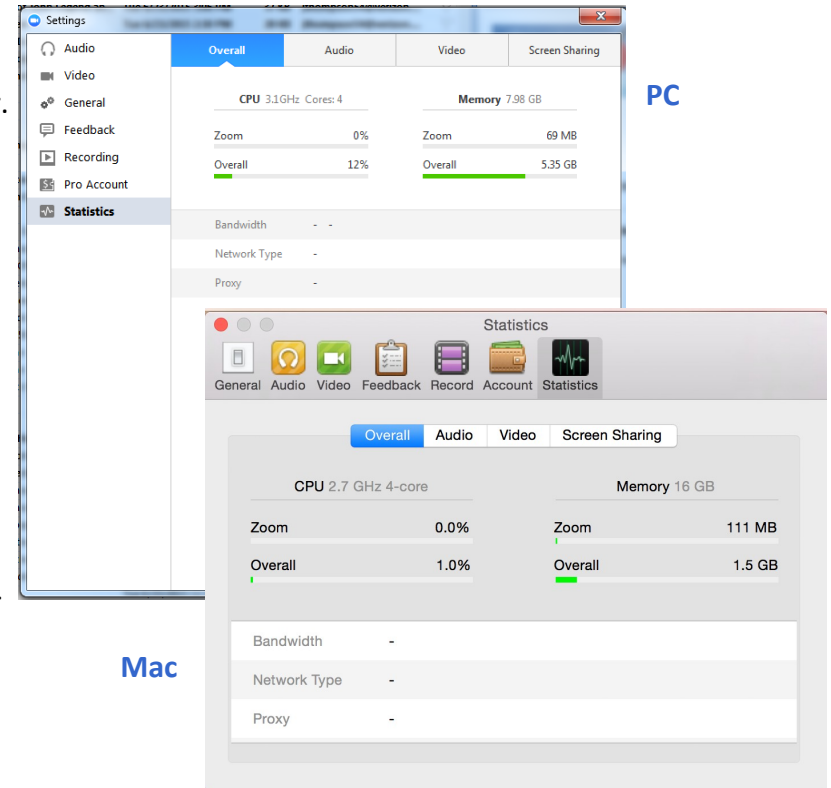 Settings
Audio
Video
General
Feedback
Recording
Pro Account
Statistics
Overall Audio Video Screen Sharing
CPU 3.1GHz Cores: 4 Memory 7.98 GB
Zoom 0% Zoom 69 MB
Overall 12% Overall 5.35 GB
Bandwidth - -
Network Type -
Proxy -
PC
Statistics
General Audio Video Feedback Record Account Statistics
Overall Audio Video Screen Sharing
CPU 2.7 GHz 4-core Memory 16 GB
Zoom 0.0% Zoom 111 MB
Overall 1.0% Overall 1.5 GB
Bandwidth -
Network Type -
Proxy -
Mac